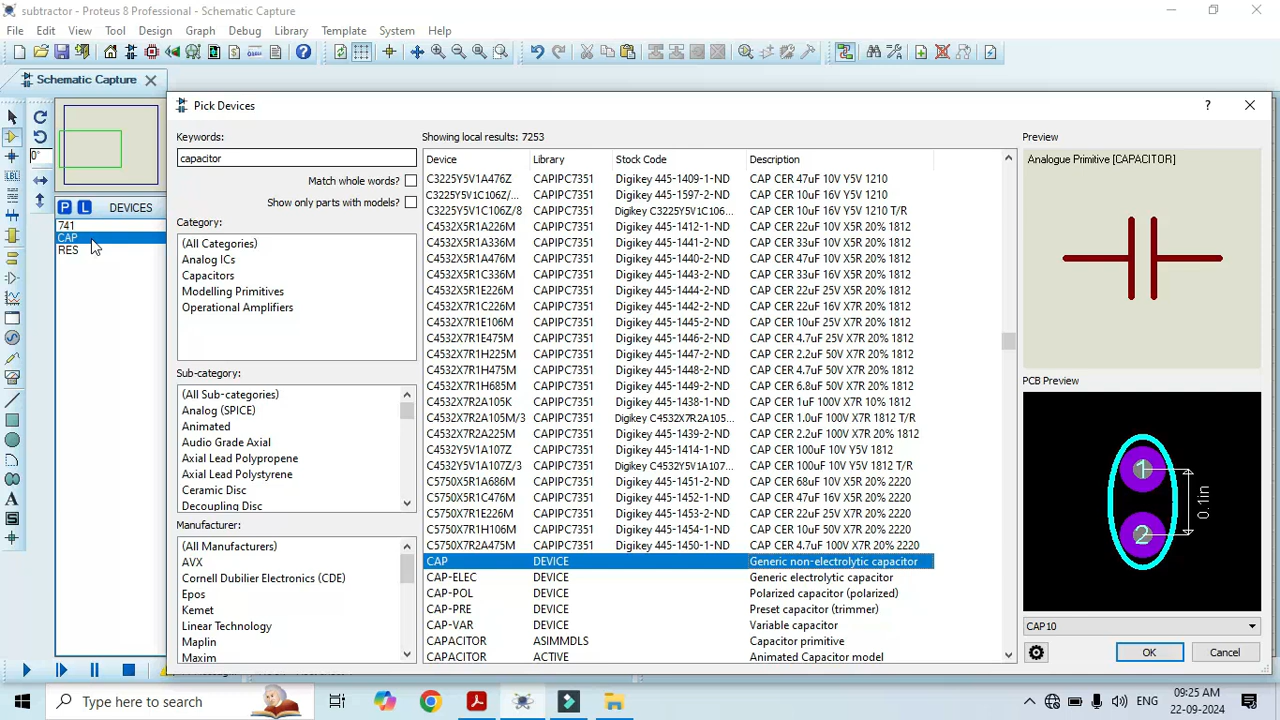 subtractor - Proteus 8 Professional - Schematic Capture
File Edit View Tool Design Graph Debug Library Template System Help
Schematic Capture
Pick Devices
Keywords:
capacitor
Match whole words?
Show only parts with models?
Category:
(All Categories)
Analog ICs
Capacitors
Modelling Primitives
Operational Amplifiers
Sub-category:
(All Sub-categories)
Analog (SPICE)
Animated
Audio Grade Axial
Axial Lead Polypropene
Axial Lead Polystyrene
Ceramic Disc
Decoupling Disc
Manufacturer:
(All Manufacturers)
AVX
Cornell Dubilier Electronics (CDE)
Epos
Kemet
Linear Technology
Maplin
Maxim
0°
LBL
P L DEVICES
741
CAP
RES
Showing local results: 7253
Device Library Stock Code Description
C3225Y5V1A476Z CAPIPC7351 Digikey 445-1409-1-ND CAP CER 47uF 10V Y5V 1210
C3225Y5V1C106Z/... CAPIPC7351 Digikey 445-1597-2-ND CAP CER 10uF 16V Y5V 1210
C3225Y5V1C106Z/8 CAPIPC7351 Digikey C3225Y5V1C106... CAP CER 10uF 16V Y5V 1210 T/R
C4532X5R1A226M CAPIPC7351 Digikey 445-1412-1-ND CAP CER 22uF 10V X5R 20% 1812
C4532X5R1A336M CAPIPC7351 Digikey 445-1441-2-ND CAP CER 33uF 10V X5R 20% 1812
C4532X5R1A476M CAPIPC7351 Digikey 445-1443-2-ND CAP CER 47uF 10V X5R 20% 1812
C4532X5R1C336M CAPIPC7351 Digikey 445-1440-2-ND CAP CER 33uF 16V X5R 20% 1812
C4532X5R1E226M CAPIPC7351 Digikey 445-1442-2-ND CAP CER 22uF 25V X5R 20% 1812
C4532X7R1C226M CAPIPC7351 Digikey 445-1444-2-ND CAP CER 22uF 16V X7R 20% 1812
C4532X7R1E106M CAPIPC7351 Digikey 445-1445-2-ND CAP CER 10uF 25V X7R 20% 1812
C4532X7R1E475M CAPIPC7351 Digikey 445-1446-2-ND CAP CER 4.7uF 25V X7R 20% 1812
C4532X7R1H225M CAPIPC7351 Digikey 445-1447-2-ND CAP CER 2.2uF 50V X7R 20% 1812
C4532X7R1H475M CAPIPC7351 Digikey 445-1448-2-ND CAP CER 4.7uF 50V X7R 20% 1812
C4532X7R1H685M CAPIPC7351 Digikey 445-1449-2-ND CAP CER 6.8uF 50V X7R 20% 1812
C4532X7R2A105K CAPIPC7351 Digikey 445-1438-1-ND CAP CER 1uF 100V X7R 10% 1812
C4532X7R2A105M/3 CAPIPC7351 Digikey C4532X7R2A105... CAP CER 1.0uF 100V X7R 1812 T/R
C4532X7R2A225M CAPIPC7351 Digikey 445-1439-2-ND CAP CER 2.2uF 100V X7R 20% 1812
C4532Y5V1A107Z CAPIPC7351 Digikey 445-1414-1-ND CAP CER 100uF 10V Y5V 1812
C4532Y5V1A107Z/3 CAPIPC7351 Digikey C4532Y5V1A107... CAP CER 100uF 10V Y5V 1812 T/R
C5750X5R1A686M CAPIPC7351 Digikey 445-1451-2-ND CAP CER 68uF 10V X5R 20% 2220
C5750X5R1C476M CAPIPC7351 Digikey 445-1452-1-ND CAP CER 47uF 16V X5R 20% 2220
C5750X7R1E226M CAPIPC7351 Digikey 445-1453-2-ND CAP CER 22uF 25V X7R 20% 2220
C5750X7R1H106M CAPIPC7351 Digikey 445-1454-1-ND CAP CER 10uF 50V X7R 20% 2220
C5750X7R2A475M CAPIPC7351 Digikey 445-1450-1-ND CAP CER 4.7uF 100V X7R 20% 2220
CAP DEVICE Generic non-electrolytic capacitor
CAP-ELEC DEVICE Generic electrolytic capacitor
CAP-POL DEVICE Polarized capacitor (polarized)
CAP-PRE DEVICE Preset capacitor (trimmer)
CAP-VAR DEVICE Variable capacitor
CAPACITOR ASIMMDLS Capacitor primitive
CAPACITOR ACTIVE Animated Capacitor model
Preview
Analogue Primitive [CAPACITOR]
PCB Preview
1
2
0.1in
CAP10
OK Cancel
Type here to search
ENG
09:25 AM
22-09-2024